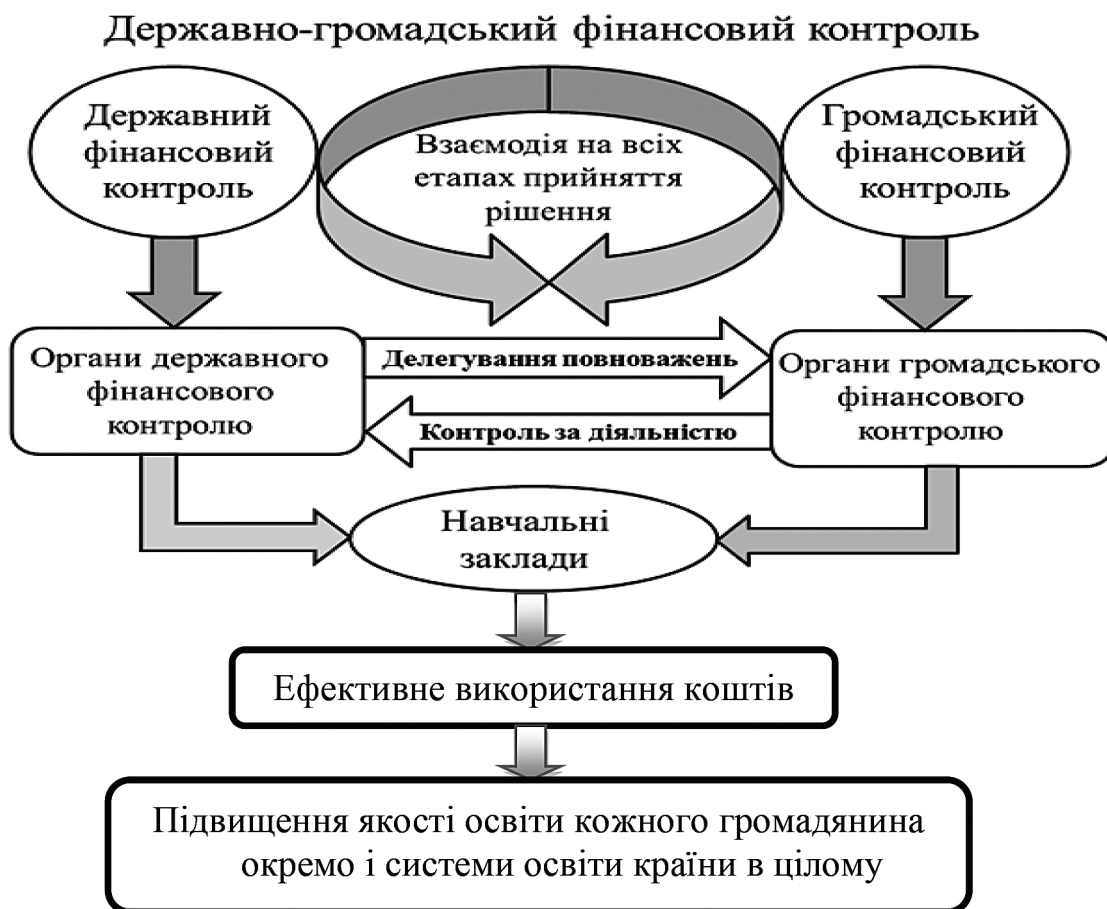 Державно-громадський фінансовий контроль
Державний
фінансовий
контроль
Взаємодія на всіх
етапах прийняття
рішення
Громадський
фінансовий
контроль
Органи державного
фінансового
контролю
Делегування повноважень
Контроль за діяльністю
Органи громадського
фінансового
контролю
Навчальні
заклади
Ефективне використання коштів
Підвищення якості освіти кожного громадянина
окремо і системи освіти країни в цілому